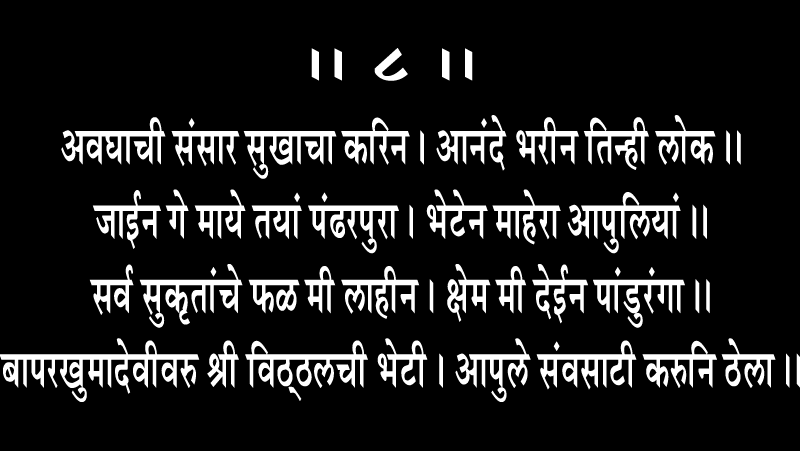 ।। ८ ।।
अवघाची संसार सुखाचा करिन । आनंदे भरीन तिन्ही लोक ।।
जाईन गे माये तयां पंढरपुरा । भेटेन माहेरा आपुलियां ।।
सर्व सुकृतांचे फळ मी लाहीन । क्षेम मी देईन पांडुरंगा ।।
बापरखुमादेवीवरु श्री विठ्ठलची भेटी । आपुले संवसाटी करुनि ठेला ।।